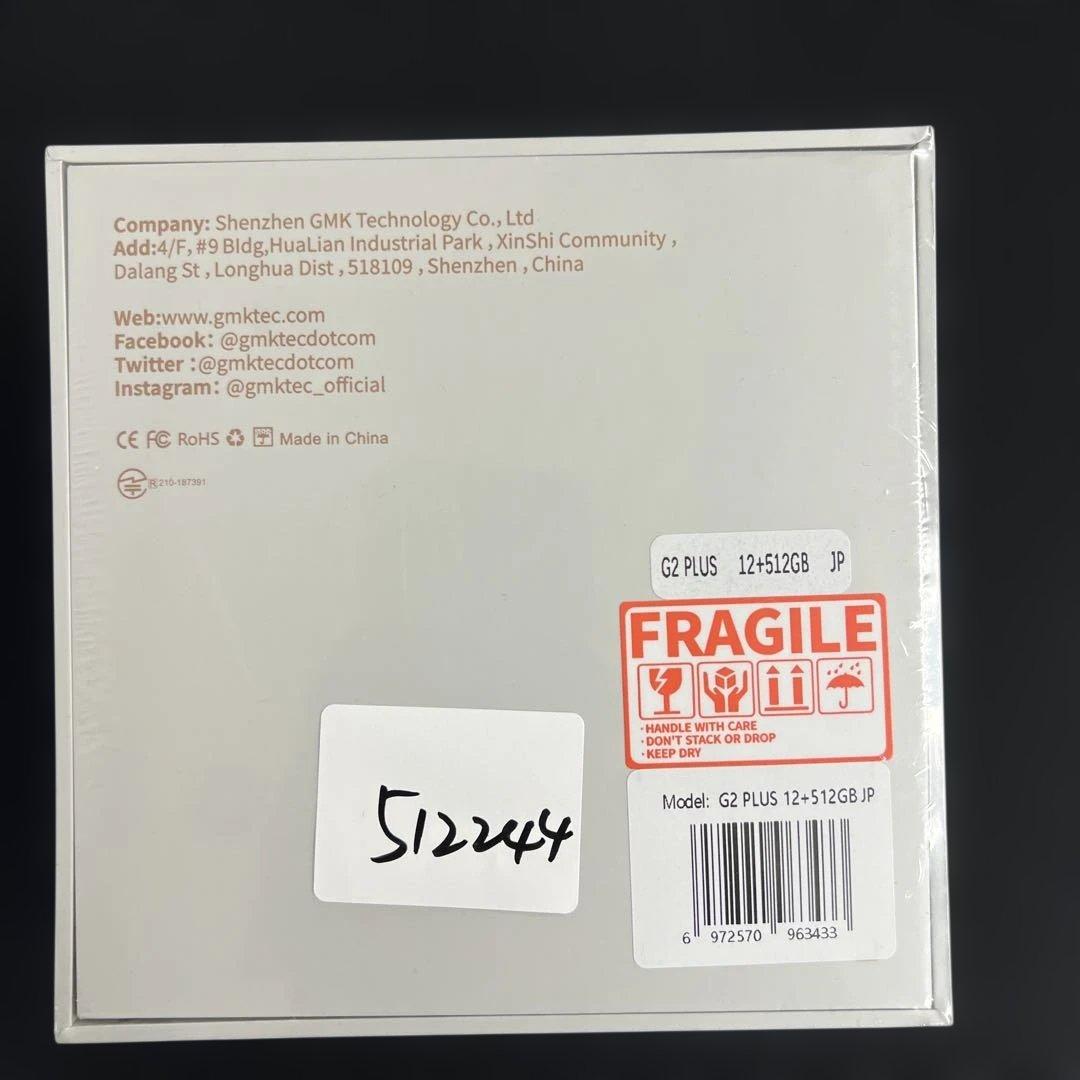 Company: Shenzhen GMK Technology Co., Ltd
Add:4/F, #9 Bldg,HuaLian Industrial Park , XinShi Community ,
Dalang St , Longhua Dist , 518109 , Shenzhen , China
Web:www.gmktec.com
Facebook: @gmktecdotcom
Twitter :@gmktecdotcom
Instagram: @gmktec_official
CE FC RoHS Made in China
R 210-187391
G2 PLUS 12+512GB JP
FRAGILE
· HANDLE WITH CARE
· DON'T STACK OR DROP
· KEEP DRY
512244
Model: G2 PLUS 12+512GB JP
6 972570 963433